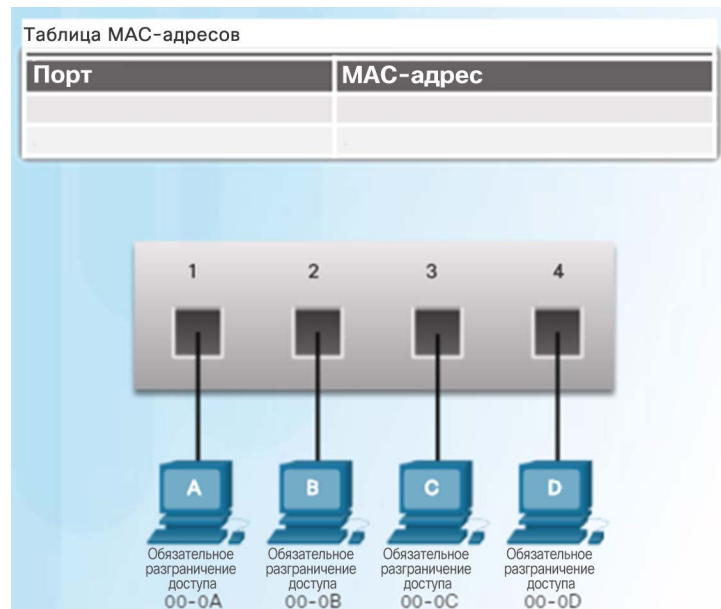 Таблица MAC-адресов
Порт MAC-адрес
1 2 3 4
A B C D
Обязательное Обязательное Обязательное Обязательное
разграничение разграничение разграничение разграничение
доступа доступа доступа доступа
00-0A 00-0B 00-0C 00-0D